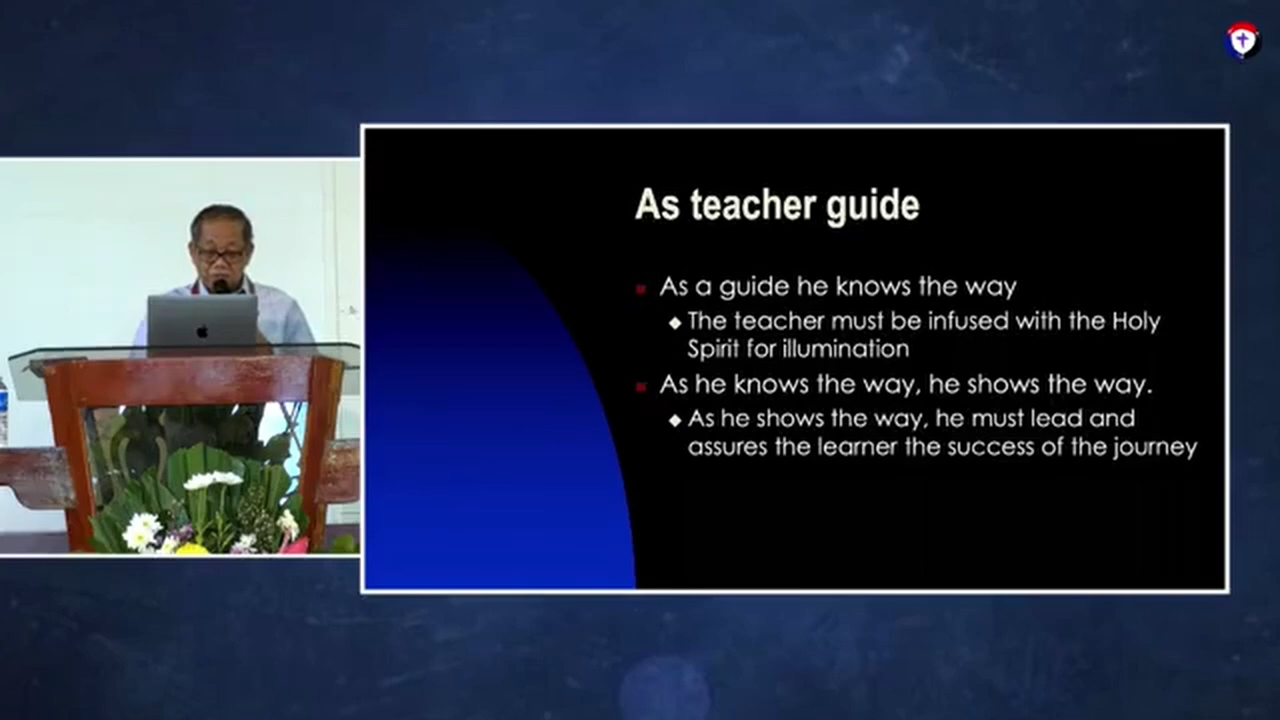 As teacher guide
As a guide he knows the way
The teacher must be infused with the Holy
Spirit for illumination
As he knows the way, he shows the way.
As he shows the way, he must lead and
assures the learner the success of the journey